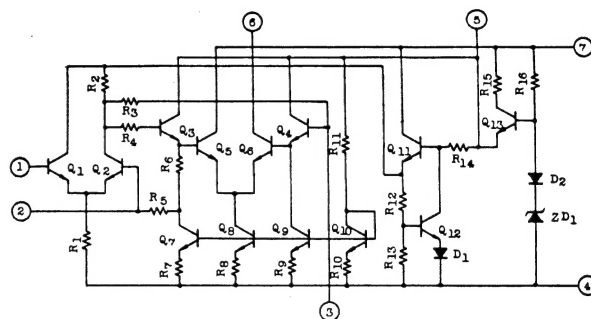 6 5
7
R2 R15 R16
R3
R4 Q3 Q4 R11 Q13
Q1 Q2 R6 Q5 Q6 Q11 R14
1
R5 R12 D2
2
Q7 Q8 Q9 Q10 Q12 ZD1
R1 R7 R8 R9 R10 R13 D1
4
3